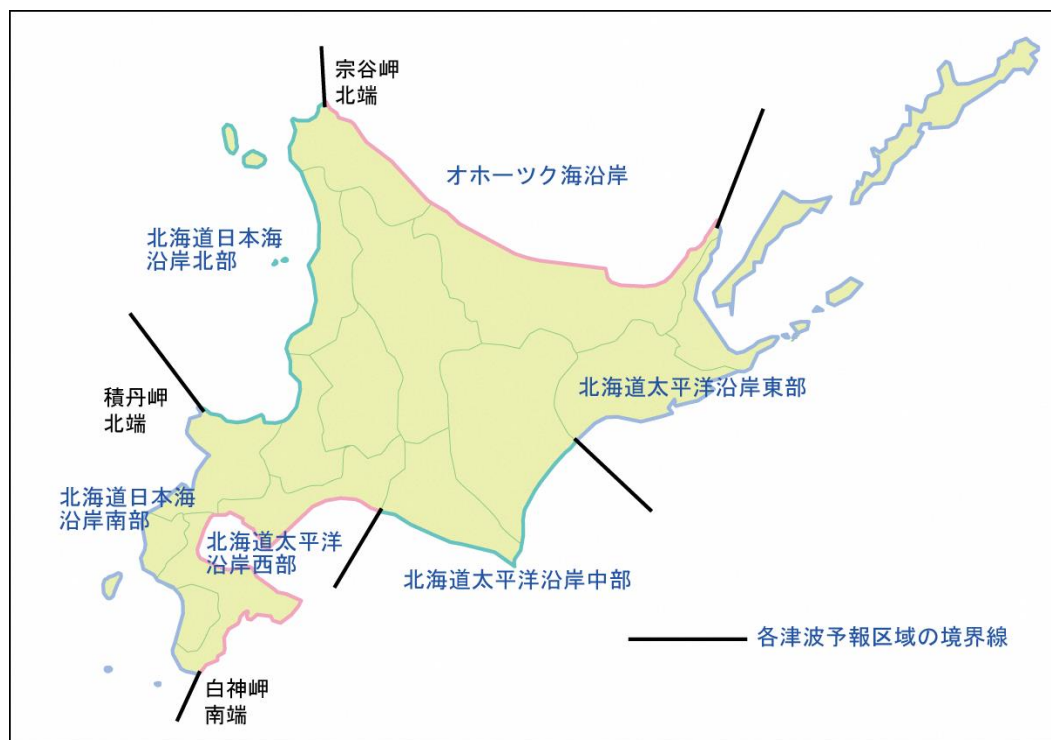 宗谷岬
北端
オホーツク海沿岸
北海道日本海
沿岸北部
積丹岬
北端
北海道太平洋沿岸東部
北海道日本海
沿岸南部
北海道太平洋
沿岸西部
北海道太平洋沿岸中部
各津波予報区域の境界線
白神岬
南端